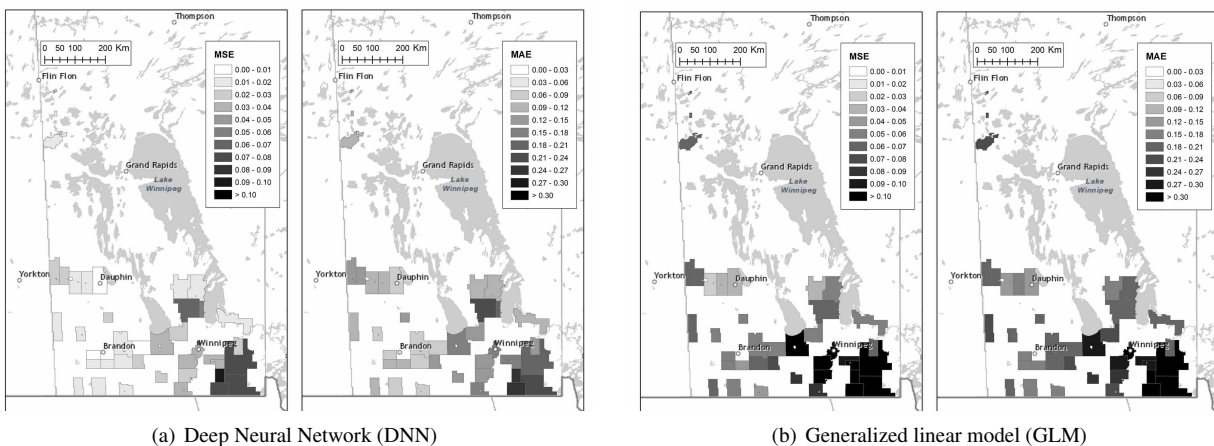 Thompson
0 50 100 200 Km
Flin Flon
MSE
0.00 - 0.01
0.01 - 0.02
0.02 - 0.03
0.03 - 0.04
0.04 - 0.05
0.05 - 0.06
0.06 - 0.07
0.07 - 0.08
0.08 - 0.09
0.09 - 0.10
> 0.10
Grand Rapids
Lake
Winnipeg
Yorkton
Dauphin
Brandon
Winnipeg
Thompson
0 50 100 200 Km
Flin Flon
MAE
0.00 - 0.03
0.03 - 0.06
0.06 - 0.09
0.09 - 0.12
0.12 - 0.15
0.15 - 0.18
0.18 - 0.21
0.21 - 0.24
0.24 - 0.27
0.27 - 0.30
> 0.30
Grand Rapids
Lake
Winnipeg
Yorkton
Dauphin
Brandon
Winnipeg
(a) Deep Neural Network (DNN)
Thompson
0 50 100 200 Km
Flin Flon
MSE
0.00 - 0.01
0.01 - 0.02
0.02 - 0.03
0.03 - 0.04
0.04 - 0.05
0.05 - 0.06
0.06 - 0.07
0.07 - 0.08
0.08 - 0.09
0.09 - 0.10
> 0.10
Grand Rapids
Lake
Winnipeg
Yorkton
Dauphin
Brandon
Winnipeg
Thompson
0 50 100 200 Km
Flin Flon
MAE
0.00 - 0.03
0.03 - 0.06
0.06 - 0.09
0.09 - 0.12
0.12 - 0.15
0.15 - 0.18
0.18 - 0.21
0.21 - 0.24
0.24 - 0.27
0.27 - 0.30
> 0.30
Grand Rapids
Lake
Winnipeg
Yorkton
Dauphin
Brandon
Winnipeg
(b) Generalized linear model (GLM)